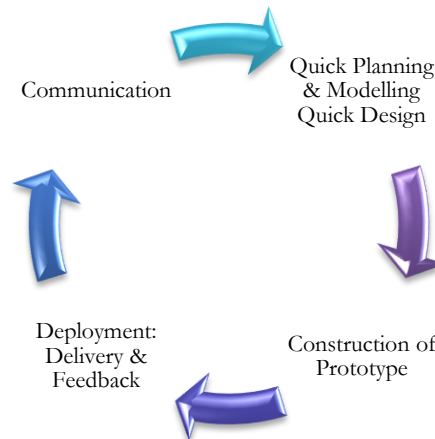 Communication
Quick Planning
& Modelling
Quick Design
Construction of
Prototype
Deployment:
Delivery &
Feedback